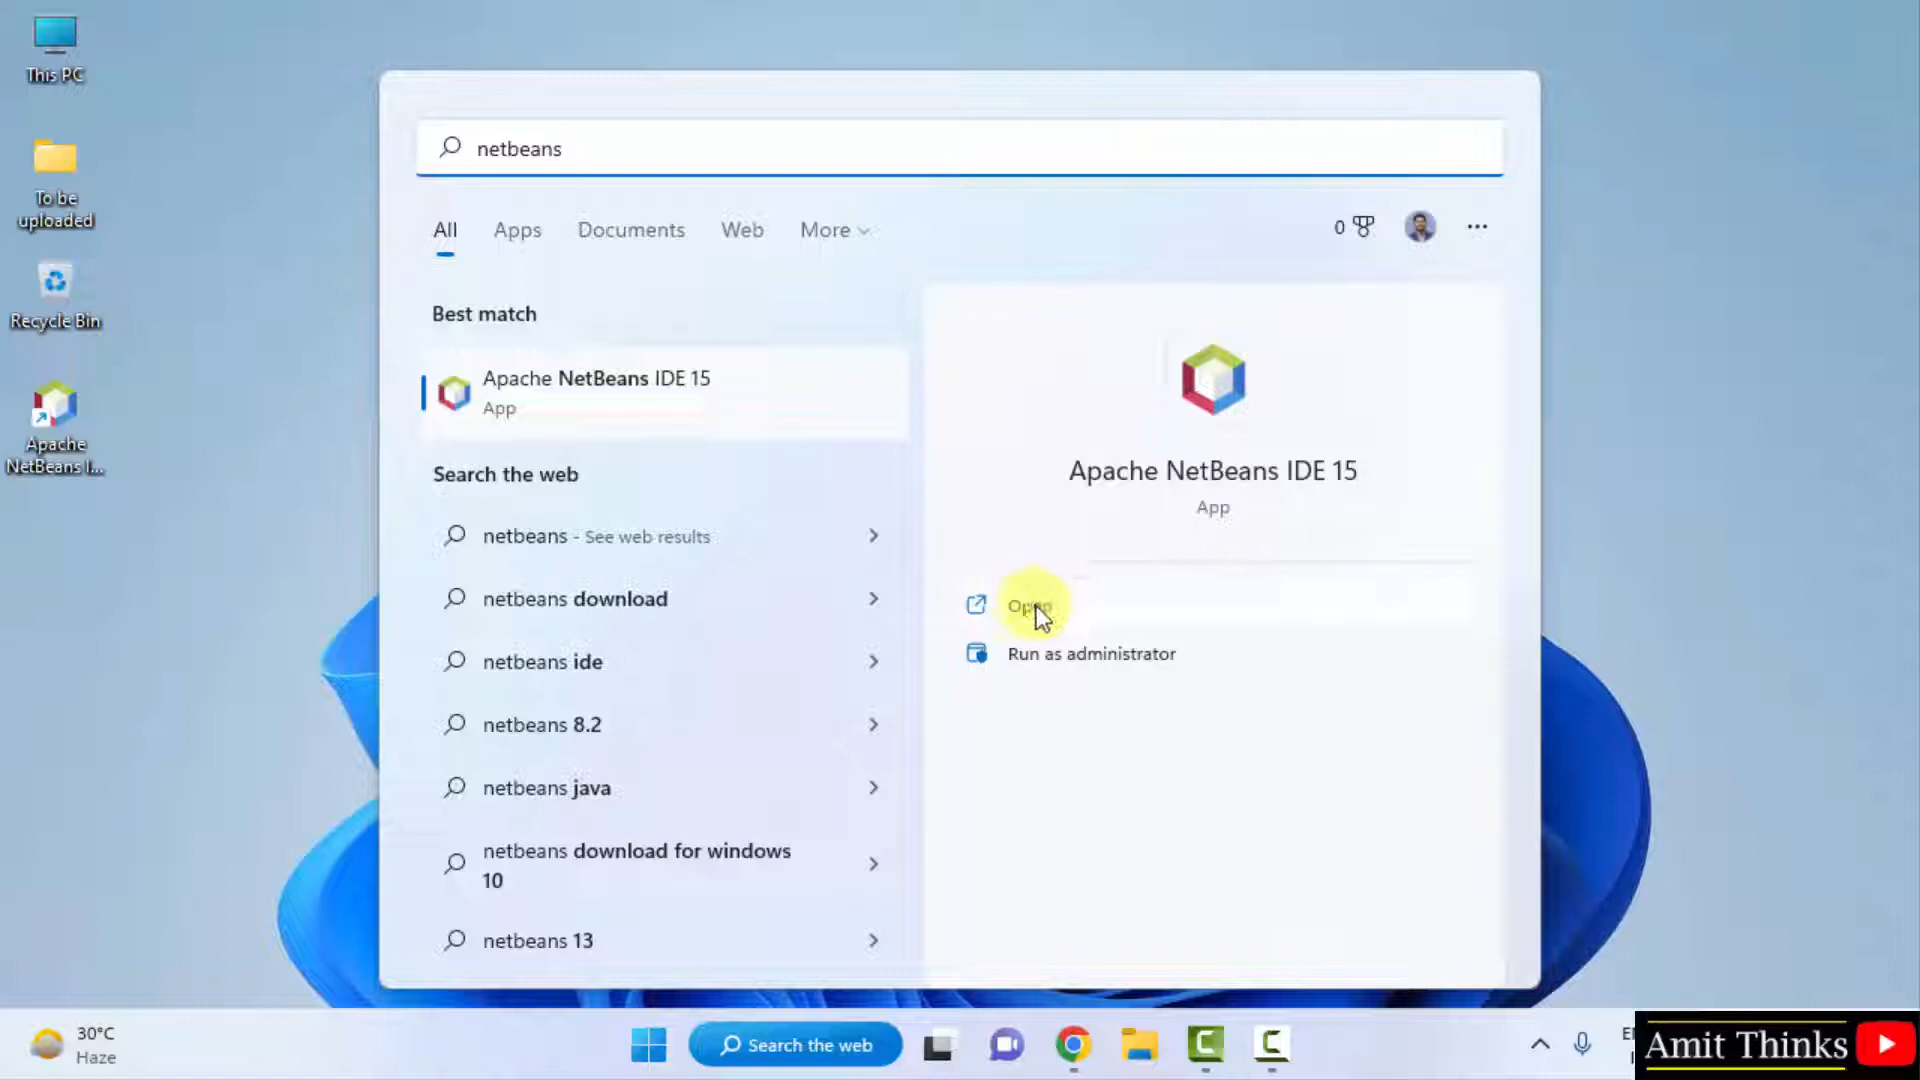 This PC
To be
uploaded
Recycle Bin
Apache
NetBeans I...
netbeans
All
Apps
Documents
Web
More
0
Best match
Apache NetBeans IDE 15
App
Search the web
netbeans - See web results
netbeans download
netbeans ide
netbeans 8.2
netbeans java
netbeans download for windows
10
netbeans 13
Apache NetBeans IDE 15
App
Open
Run as administrator
30°C
Haze
Search the web
Amit Thinks